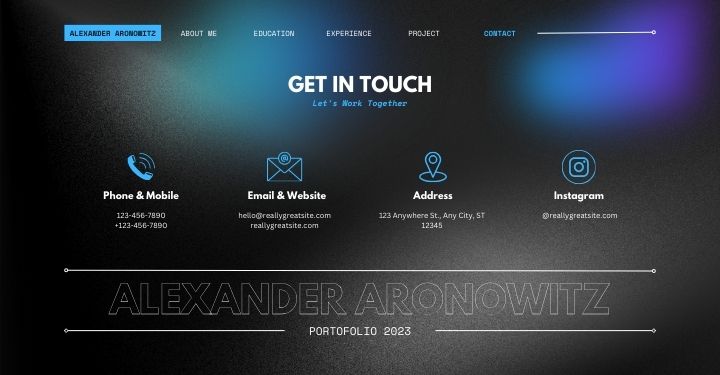 ALEXANDER ARONOWITZ ABOUT ME EDUCATION EXPERIENCE PROJECT CONTACT
GET IN TOUCH
Let's Work Together
@
Phone & Mobile
123-456-7890
+123-456-7890
Email & Website
hello@reallygreatsite.com
reallygreatsite.com
Address
123 Anywhere St., Any City, ST
12345
Instagram
@reallygreatsite.com
ALEXANDER ARONOWITZ
PORTOFOLIO 2023